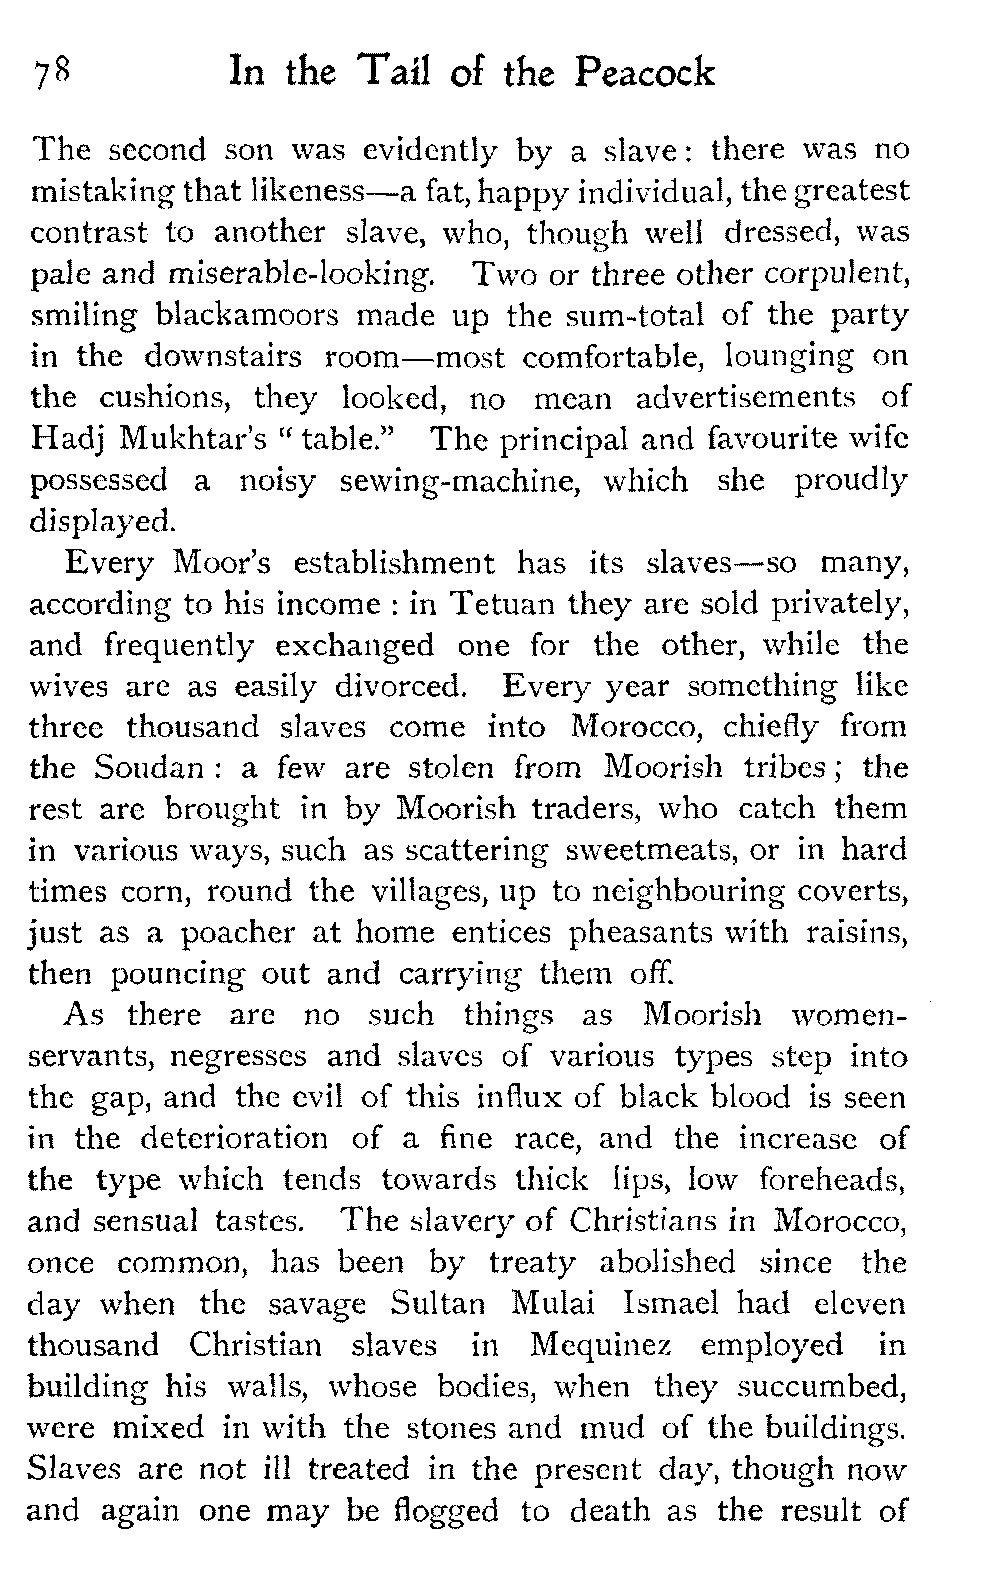 78 In the Tail of the Peacock
The second son was evidently by a slave: there was no
mistaking that likeness—a fat, happy individual, the greatest
contrast to another slave, who, though well dressed, was
pale and miserable-looking. Two or three other corpulent,
smiling blackamoors made up the sum-total of the party
in the downstairs room—most comfortable, lounging on
the cushions, they looked, no mean advertisements of
Hadj Mukhtar's "table." The principal and favourite wife
possessed a noisy sewing-machine, which she proudly
displayed.
Every Moor's establishment has its slaves—so many,
according to his income : in Tetuan they are sold privately,
and frequently exchanged one for the other, while the
wives are as easily divorced. Every year something like
three thousand slaves come into Morocco, chiefly from
the Soudan : a few are stolen from Moorish tribes; the
rest are brought in by Moorish traders, who catch them
in various ways, such as scattering sweetmeats, or in hard
times corn, round the villages, up to neighbouring coverts,
just as a poacher at home entices pheasants with raisins,
then pouncing out and carrying them off.
As there are no such things as Moorish women-
servants, negresses and slaves of various types step into
the gap, and the evil of this influx of black blood is seen
in the deterioration of a fine race, and the increase of
the type which tends towards thick lips, low foreheads,
and sensual tastes. The slavery of Christians in Morocco,
once common, has been by treaty abolished since the
day when the savage Sultan Mulai Ismael had eleven
thousand Christian slaves in Mequinez employed in
building his walls, whose bodies, when they succumbed,
were mixed in with the stones and mud of the buildings.
Slaves are not ill treated in the present day, though now
and again one may be flogged to death as the result of